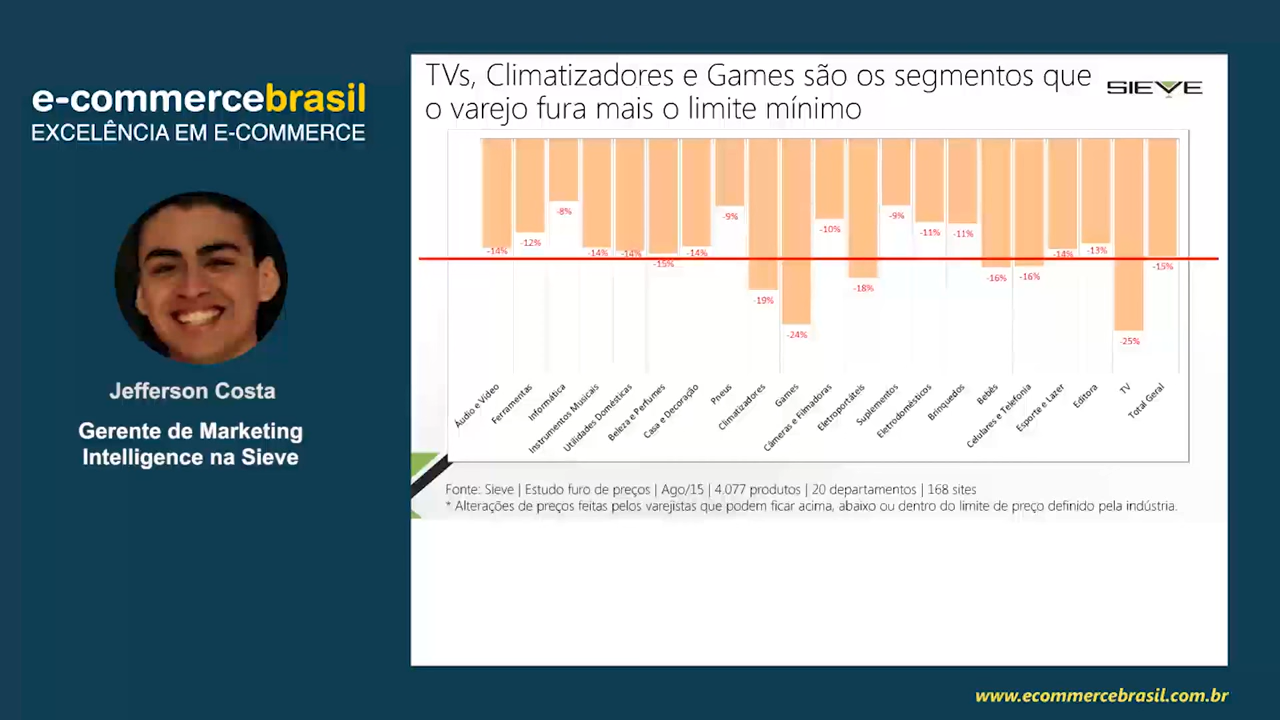 e-commercebrasil
EXCELÊNCIA EM E-COMMERCE
Jefferson Costa
Gerente de Marketing
Intelligence na Sieve
TVs, Climatizadores e Games são os segmentos que
o varejo fura mais o limite mínimo
SIEVE
-14%
-12%
-8%
-14%
-14%
-15%
-14%
-9%
-19%
-24%
-10%
-18%
-9%
-11%
-11%
-16%
-16%
-14%
-13%
-25%
-15%
Áudio e Vídeo
Ferramentas
Informática
Instrumentos Musicais
Utilidades Domésticas
Beleza e Perfumes
Casa e Decoração
Pneus
Climatizadores
Games
Câmeras e Filmadoras
Eletroportáteis
Suplementos
Eletrodomésticos
Brinquedos
Bebês
Celulares e Telefonia
Esporte e Lazer
Editora
TV
Total Geral
Fonte: Sieve | Estudo furo de preços | Ago/15 | 4.077 produtos | 20 departamentos | 168 sites
* Alterações de preços feitas pelos varejistas que podem ficar acima, abaixo ou dentro do limite de preço definido pela indústria.
www.ecommercebrasil.com.br